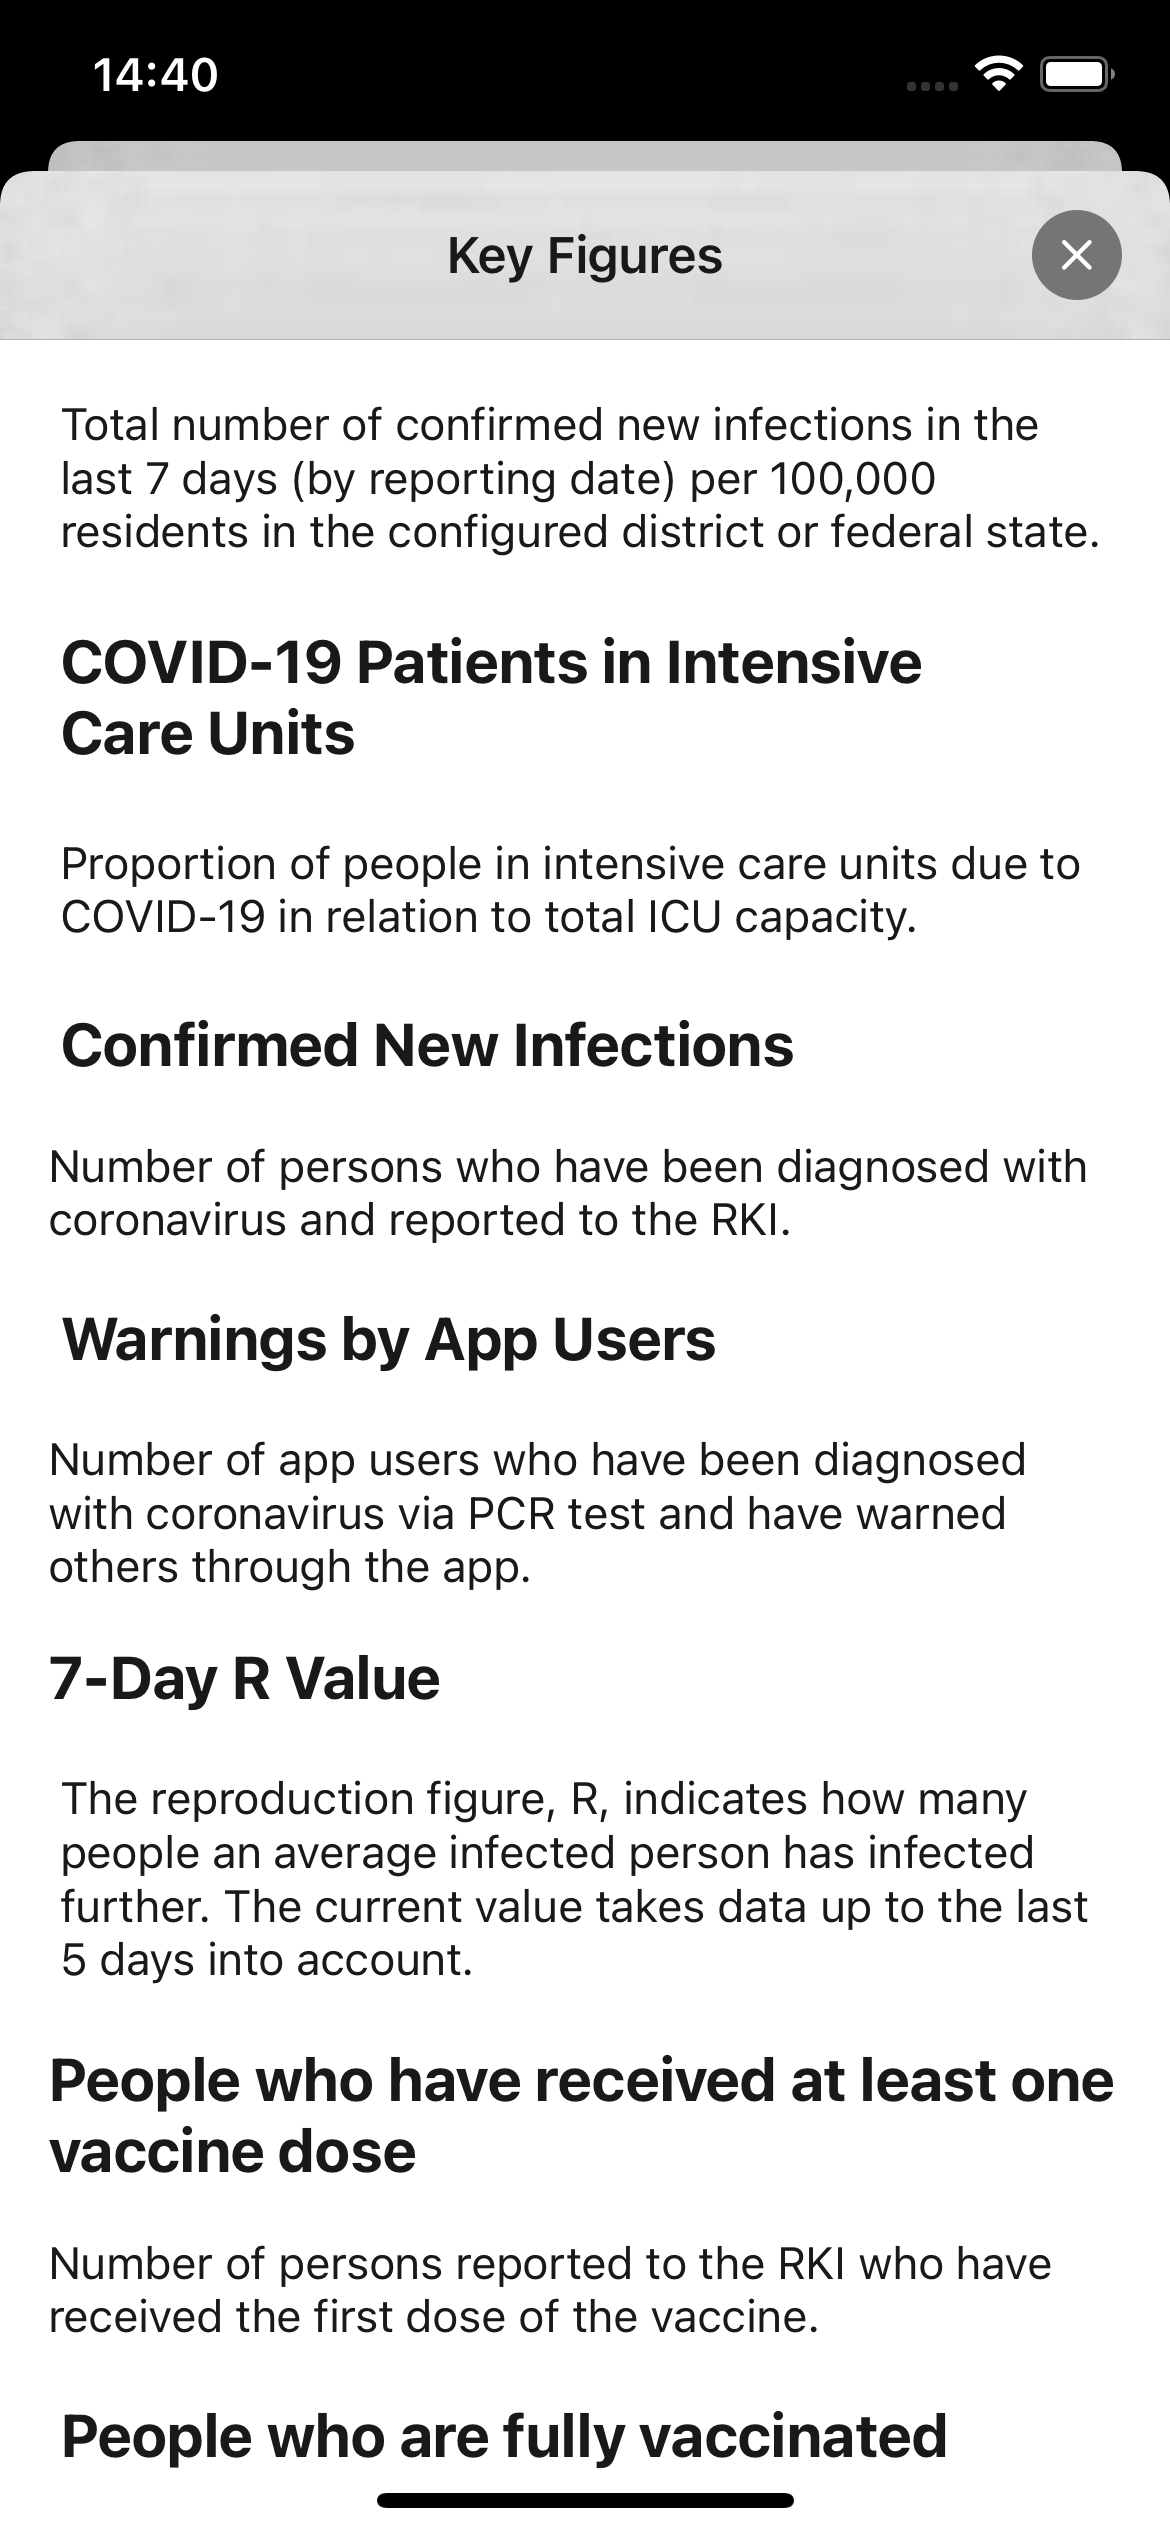 14:40
Key Figures
Total number of confirmed new infections in the
last 7 days (by reporting date) per 100,000
residents in the configured district or federal state.
COVID-19 Patients in Intensive
Care Units
Proportion of people in intensive care units due to
COVID-19 in relation to total ICU capacity.
Confirmed New Infections
Number of persons who have been diagnosed with
coronavirus and reported to the RKI.
Warnings by App Users
Number of app users who have been diagnosed
with coronavirus via PCR test and have warned
others through the app.
7-Day R Value
The reproduction figure, R, indicates how many
people an average infected person has infected
further. The current value takes data up to the last
5 days into account.
People who have received at least one
vaccine dose
Number of persons reported to the RKI who have
received the first dose of the vaccine.
People who are fully vaccinated